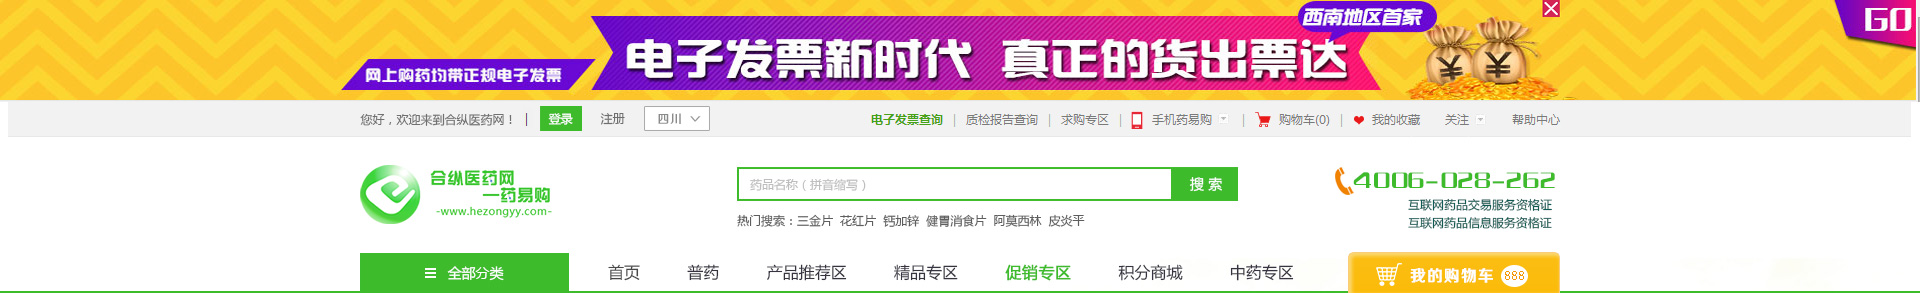 西南地区首家
GO
电子发票新时代 真正的货出票达
网上购药均带正规电子发票
您好，欢迎来到合纵医药网！ 登录 注册 四川 电子发票查询 质检报告查询 求购专区 手机药易购 购物车(0) 我的收藏 关注 帮助中心
合纵医药网
一药易购
-www.hezongyy.com-
药品名称（拼音缩写） 搜 索
热门搜索：三金片 花红片 钙加锌 健胃消食片 阿莫西林 皮炎平
4006-028-262
互联网药品交易服务资格证
互联网药品信息服务资格证
全部分类 首页 普药 产品推荐区 精品专区 促销专区 积分商城 中药专区 我的购物车 888